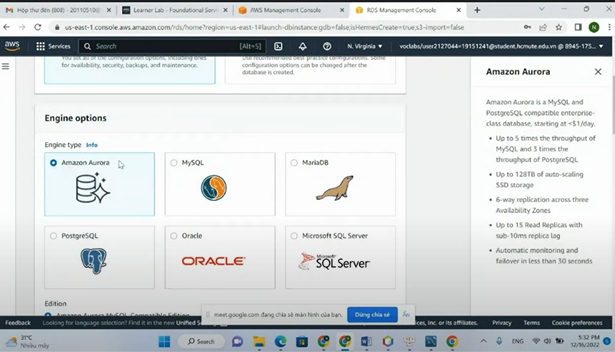 Hộp thư đến (808) - 20110510
Learner Lab - Foundational Servic
AWS Management Console
RDS Management Console
us-east-1.console.aws.amazon.com/rds/home?region=us-east-1#launch-dbinstance:gdb=false;isHermesCreate=true;s3-import=false
aws
Services
Search
[Alt+S]
N. Virginia
voclabs/user2127044=19151241@student.hcmute.edu.vn @ 8945-175...
You set all of the configuration options, including ones
for availability, security, backups, and maintenance.
Use recommended best practice configurations. Some
configuration options can be changed after the
database is created.
Engine options
Engine type Info
Amazon Aurora
MySQL
MariaDB
PostgreSQL
Oracle
ORACLE
Microsoft SQL Server
Microsoft
SQL Server
Edition
Amazon Aurora MySQL Compatible Edition
Amazon Aurora
Amazon Aurora is a MySQL and
PostgreSQL compatible enterprise-
class database, starting at <$1/day.
Up to 5 times the throughput of
MySQL and 3 times the
throughput of PostgreSQL
Up to 128TB of auto-scaling
SSD storage
6-way replication across three
Availability Zones
Up to 15 Read Replicas with
sub-10ms replica lag
Automatic monitoring and
failover in less than 30 seconds
meet.google.com đang chia sẻ màn hình của bạn.
Dừng chia sẻ
Ẩn
Feedback
Looking for language selection? Find it in the new Unified Se
ices, Inc. or its affiliates.
Privacy
Terms
Cookie preferences
31°C
Nhiều mây
Search
ENG
5:32 PM
12/16/2022